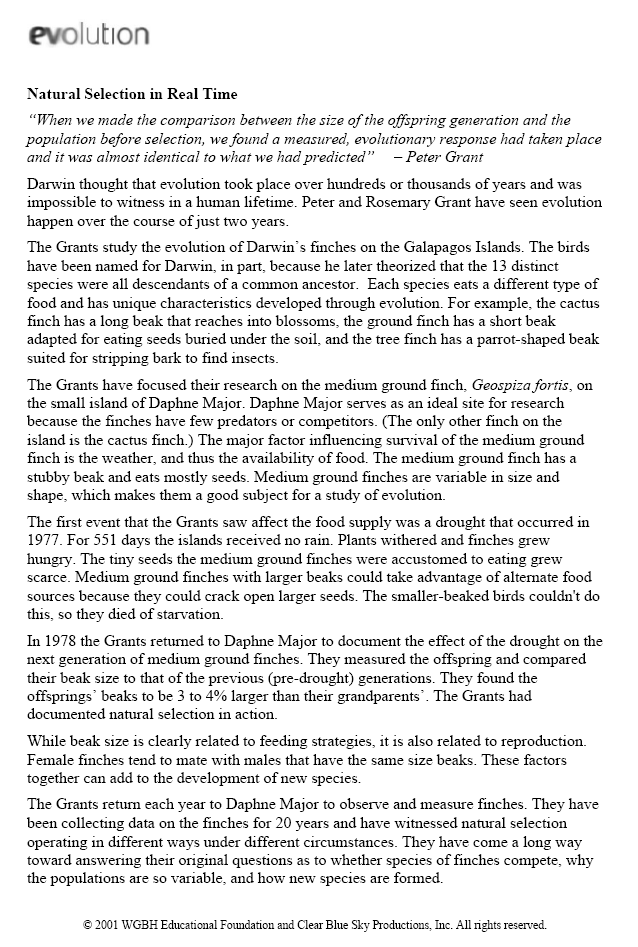 evolution
Natural Selection in Real Time
“When we made the comparison between the size of the offspring generation and the
population before selection, we found a measured, evolutionary response had taken place
and it was almost identical to what we had predicted” – Peter Grant
Darwin thought that evolution took place over hundreds or thousands of years and was
impossible to witness in a human lifetime. Peter and Rosemary Grant have seen evolution
happen over the course of just two years.
The Grants study the evolution of Darwin’s finches on the Galapagos Islands. The birds
have been named for Darwin, in part, because he later theorized that the 13 distinct
species were all descendants of a common ancestor. Each species eats a different type of
food and has unique characteristics developed through evolution. For example, the cactus
finch has a long beak that reaches into blossoms, the ground finch has a short beak
adapted for eating seeds buried under the soil, and the tree finch has a parrot-shaped beak
suited for stripping bark to find insects.
The Grants have focused their research on the medium ground finch, Geospiza fortis, on
the small island of Daphne Major. Daphne Major serves as an ideal site for research
because the finches have few predators or competitors. (The only other finch on the
island is the cactus finch.) The major factor influencing survival of the medium ground
finch is the weather, and thus the availability of food. The medium ground finch has a
stubby beak and eats mostly seeds. Medium ground finches are variable in size and
shape, which makes them a good subject for a study of evolution.
The first event that the Grants saw affect the food supply was a drought that occurred in
1977. For 551 days the islands received no rain. Plants withered and finches grew
hungry. The tiny seeds the medium ground finches were accustomed to eating grew
scarce. Medium ground finches with larger beaks could take advantage of alternate food
sources because they could crack open larger seeds. The smaller-beaked birds couldn't do
this, so they died of starvation.
In 1978 the Grants returned to Daphne Major to document the effect of the drought on the
next generation of medium ground finches. They measured the offspring and compared
their beak size to that of the previous (pre-drought) generations. They found the
offsprings’ beaks to be 3 to 4% larger than their grandparents’. The Grants had
documented natural selection in action.
While beak size is clearly related to feeding strategies, it is also related to reproduction.
Female finches tend to mate with males that have the same size beaks. These factors
together can add to the development of new species.
The Grants return each year to Daphne Major to observe and measure finches. They have
been collecting data on the finches for 20 years and have witnessed natural selection
operating in different ways under different circumstances. They have come a long way
toward answering their original questions as to whether species of finches compete, why
the populations are so variable, and how new species are formed.
© 2001 WGBH Educational Foundation and Clear Blue Sky Productions, Inc. All rights reserved.